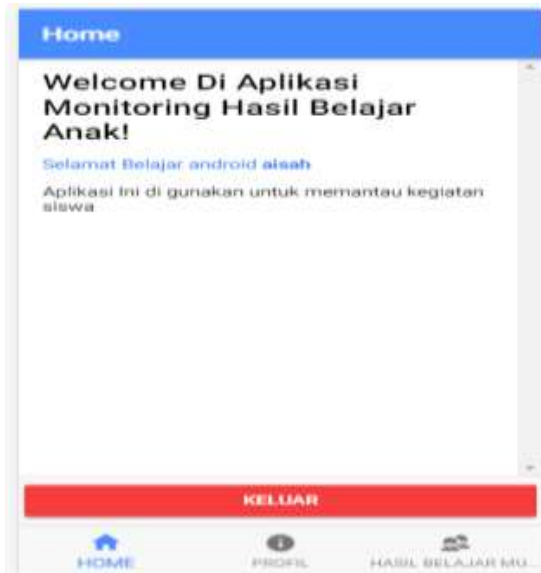 Home
Welcome Di Aplikasi
Monitoring Hasil Belajar
Anak!
Selamat Belajar android aisah
Aplikasi Ini di gunakan untuk memantau kegiatan
siswa
KELUAR
HOME
PROFIL
HASIL BELAJAR MU...